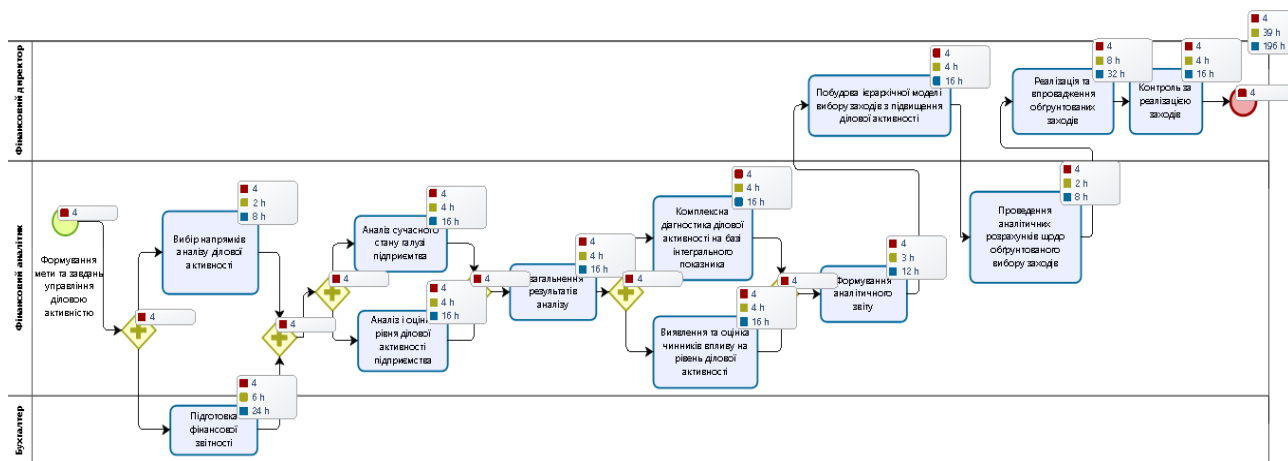 4
39 h
196 h
Фінансовий директор
4
4 h
16 h
Побудова ієрархічної моделі
вибору заходів з підвищення
ділової активності
4
8 h
32 h
Реалізація та
впровадження
обґрунтованих
заходів
4
4 h
16 h
Контроль за
реалізацією
заходів
4
Фінансовий аналітик
4
Формування
мети та завдань
управління
діловою
активністю
4
4
2 h
8 h
Вибір напрямків
аналізу ділової
активності
4
4
4
4 h
16 h
Аналіз сучасного
стану галузі
підприємства
4
4 h
16 h
Аналіз і оцінка
рівня ділової
активності
підприємства
4
4
4 h
16 h
результатів
аналізу
4
4
4 h
16 h
Комплексна
діагностика ділової
активності на базі
інтегрального
показника
4
4 h
16 h
Виявлення та оцінка
чинників впливу на
рівень ділової
активності
4
4
3 h
12 h
Формування
аналітичного
звіту
4
2 h
8 h
Проведення
аналітичних
розрахунків щодо
обґрунтованого
вибору заходів
Бухгалтер
4
6 h
24 h
Підготовка
фінансової
звітності